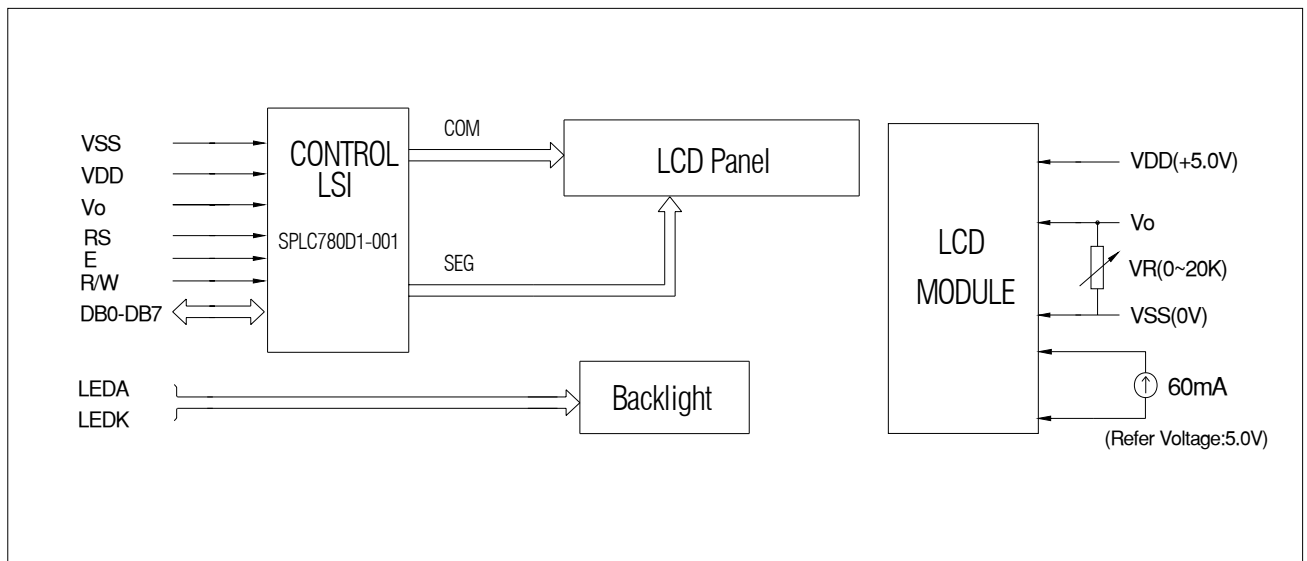 VSS
VDD
Vo
RS
E
R/W
DB0-DB7
CONTROL
LSI
SPLC780D1-001
COM
SEG
LCD Panel
LEDA
LEDK
Backlight
LCD
MODULE
VDD(+5.0V)
Vo
VR(0~20K)
VSS(0V)
60mA
(Refer Voltage:5.0V)